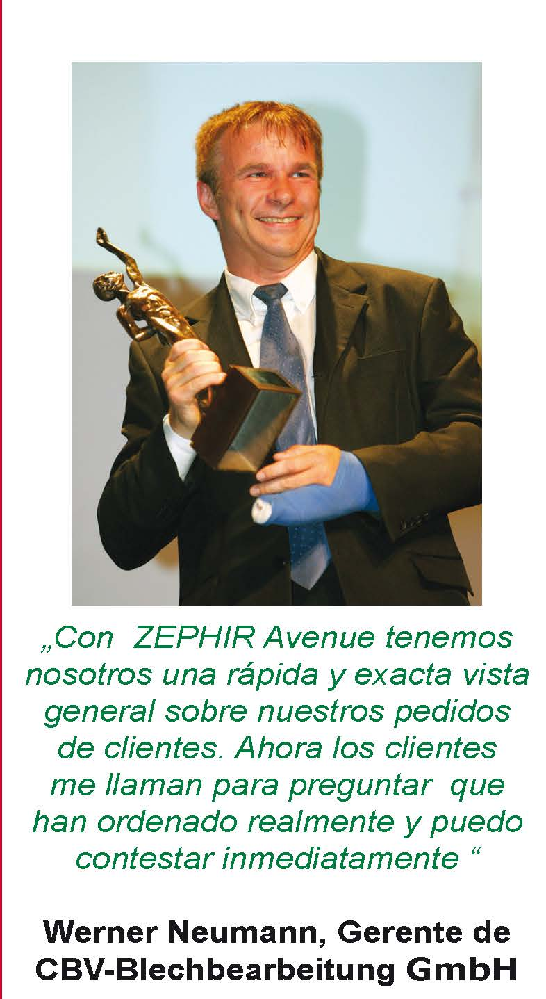 „Con  ZEPHIR Avenue tenemos
nosotros una rápida y exacta vista
general sobre nuestros pedidos
de clientes. Ahora los clientes
me llaman para preguntar  que
han ordenado realmente y puedo
contestar inmediatamente “
Werner Neumann, Gerente de
CBV-Blechbearbeitung GmbH